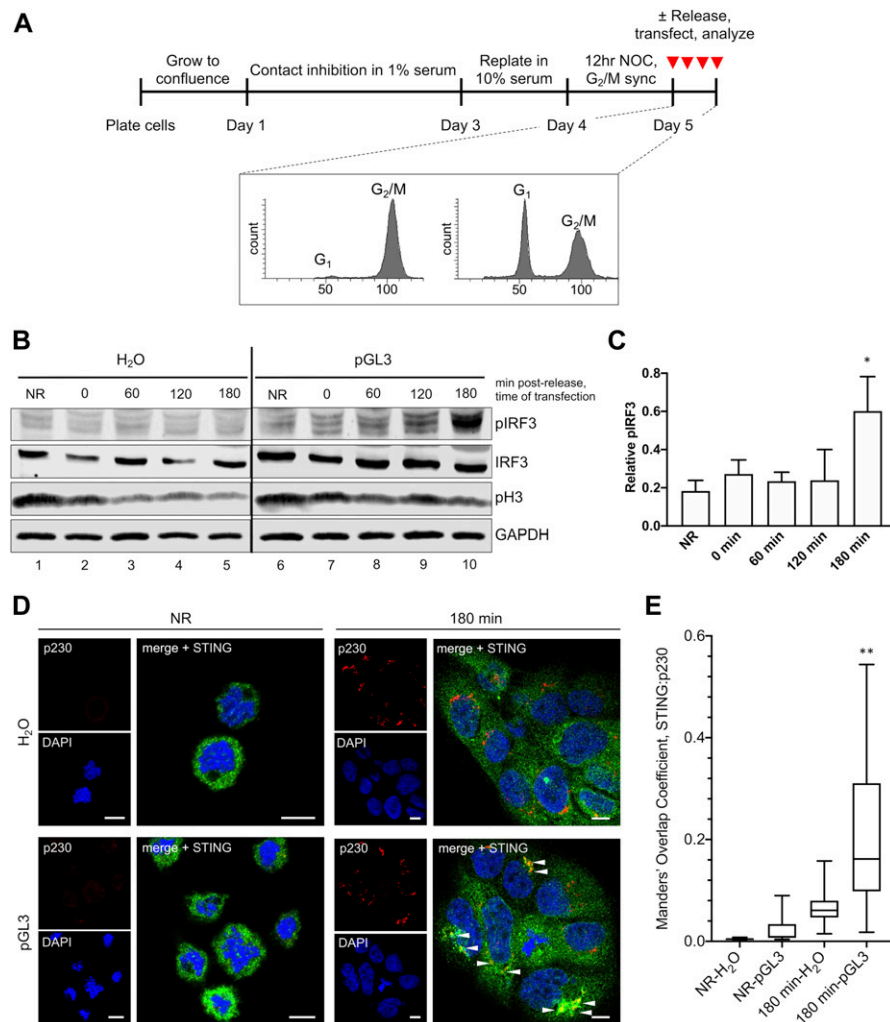 A
± Release,
transfect, analyze
Grow to
confluence
Contact inhibition in 1% serum
Replate in
10% serum
12hr NOC,
G₂/M sync
Plate cells
Day 1
Day 3
Day 4
Day 5
count
G₁
G₂/M
50
100
count
G₁
G₂/M
50
100
B
H₂O
pGL3
NR
0
60
120
180
NR
0
60
120
180
min post-release,
time of transfection
pIRF3
IRF3
pH3
GAPDH
1 2 3 4 5 6 7 8 9 10
C
Relative pIRF3
0.8
0.6
0.4
0.2
0.0
*
NR
0 min
60 min
120 min
180 min
D
NR
180 min
H₂O
p230
merge + STING
p230
merge + STING
DAPI
DAPI
pGL3
p230
merge + STING
p230
merge + STING
DAPI
DAPI
E
Manders' Overlap Coefficient, STING:p230
0.6
0.4
0.2
0.0
**
NR-H₂O
NR-pGL3
180 min-H₂O
180 min-pGL3